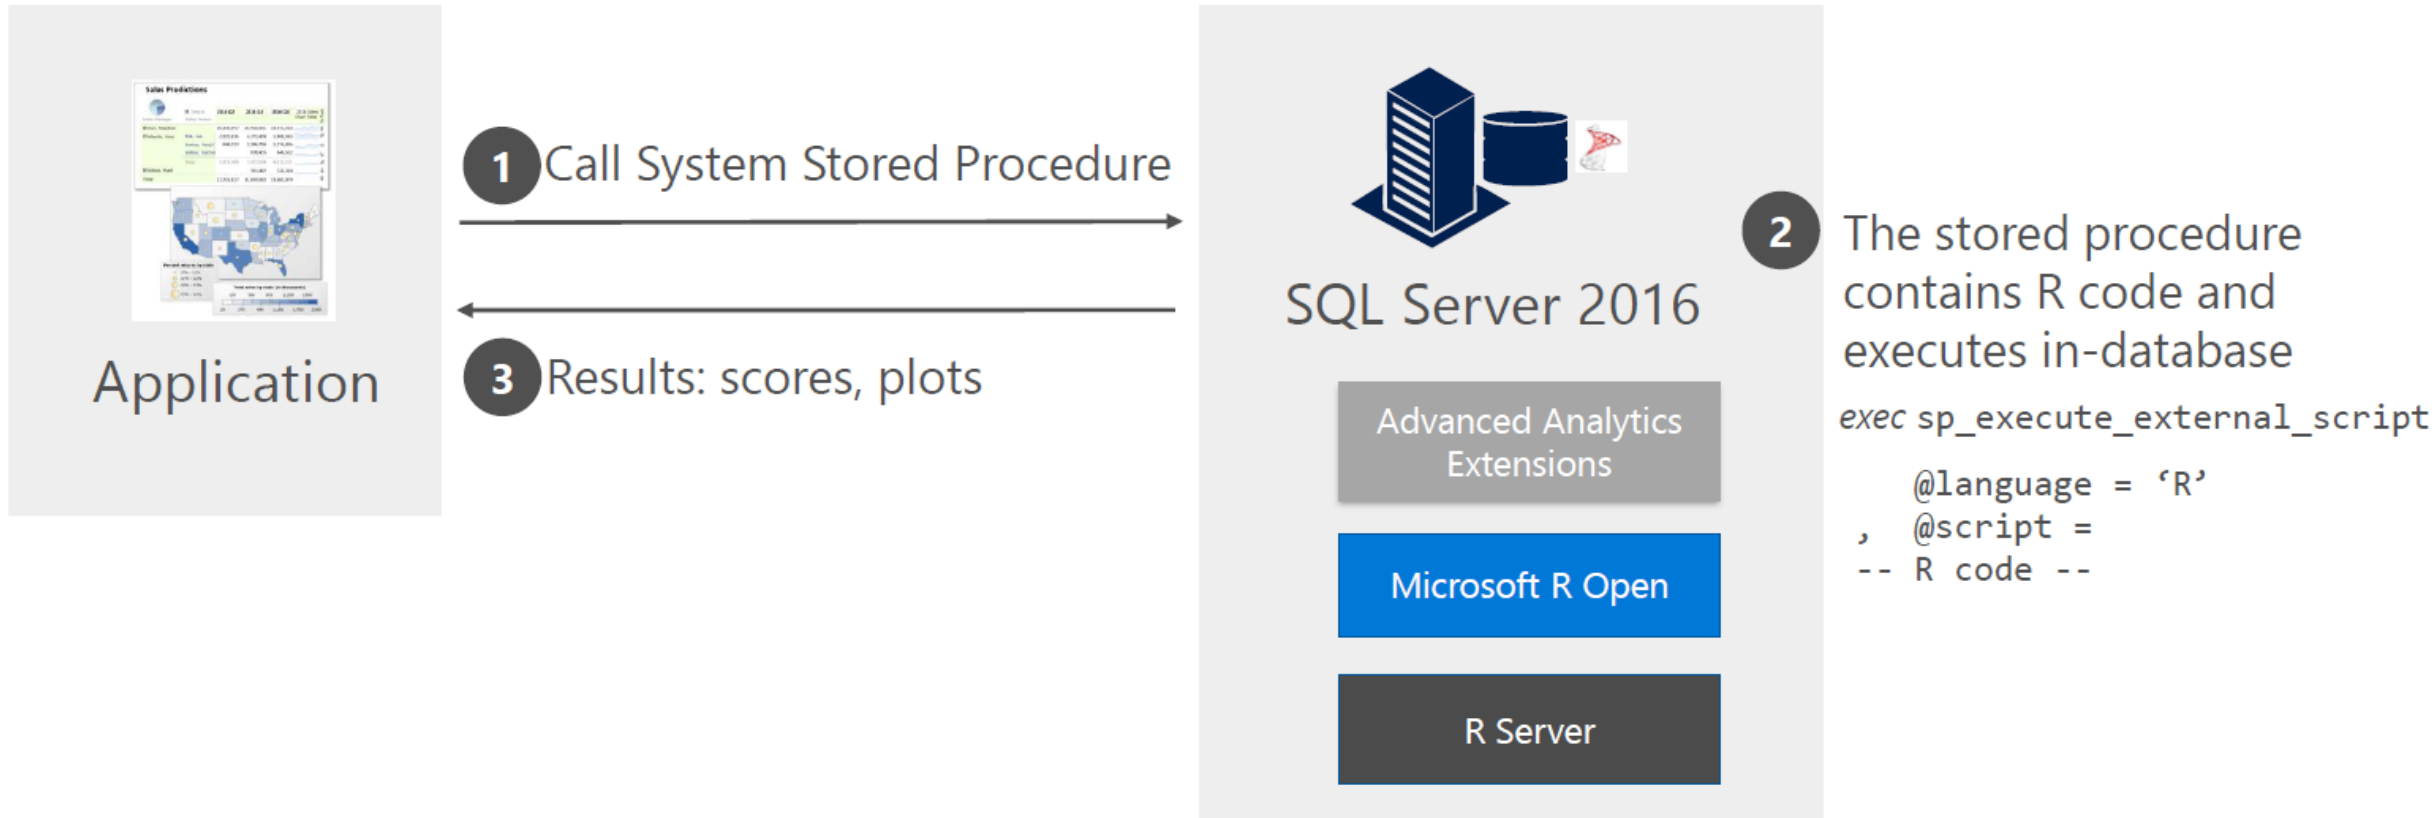 Sales Predictions
Application
1 Call System Stored Procedure
3 Results: scores, plots
SQL Server 2016
Advanced Analytics
Extensions
Microsoft R Open
R Server
2 The stored procedure
contains R code and
executes in-database
exec sp_execute_external_script
@language = ‘R’
, @script =
-- R code --